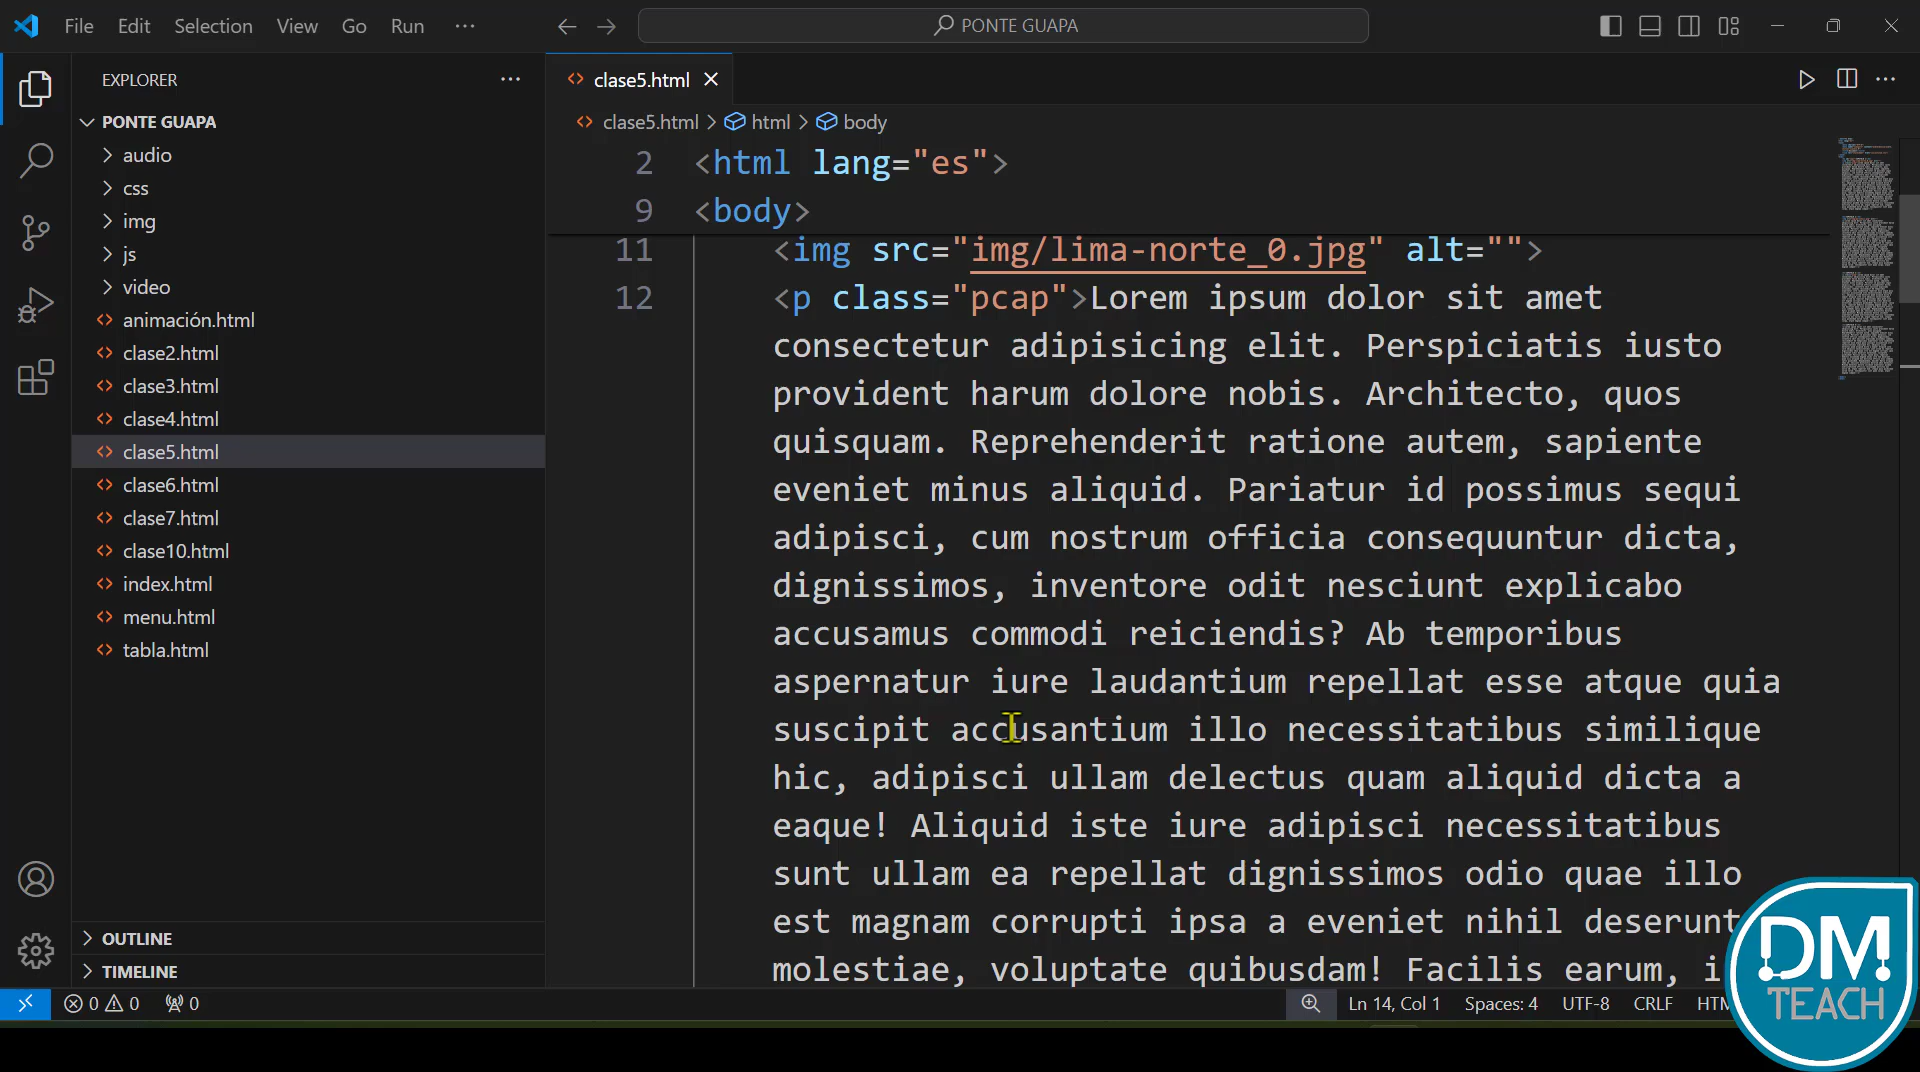 File Edit Selection View Go Run ···
PONTE GUAPA
EXPLORER
PONTE GUAPA
audio
css
img
js
video
animación.html
clase2.html
clase3.html
clase4.html
clase5.html
clase6.html
clase7.html
clase10.html
index.html
menu.html
tabla.html
OUTLINE
TIMELINE
clase5.html
clase5.html > html > body
2 <html lang="es">
9 <body>
11 <img src="img/lima-norte_0.jpg" alt="">
12 <p class="pcap">Lorem ipsum dolor sit amet
consectetur adipisicing elit. Perspiciatis iusto
provident harum dolore nobis. Architecto, quos
quisquam. Reprehenderit ratione autem, sapiente
eveniet minus aliquid. Pariatur id possimus sequi
adipisci, cum nostrum officia consequuntur dicta,
dignissimos, inventore odit nesciunt explicabo
accusamus commodi reiciendis? Ab temporibus
aspernatur iure laudantium repellat esse atque quia
suscipit accusantium illo necessitatibus similique
hic, adipisci ullam delectus quam aliquid dicta a
eaque! Aliquid iste iure adipisci necessitatibus
sunt ullam ea repellat dignissimos odio quae illo
est magnam corrupti ipsa a eveniet nihil deserunt
molestiae, voluptate quibusdam! Facilis earum, i
0 0 0
Ln 14, Col 1 Spaces: 4 UTF-8 CRLF HTM
DM
TEACH